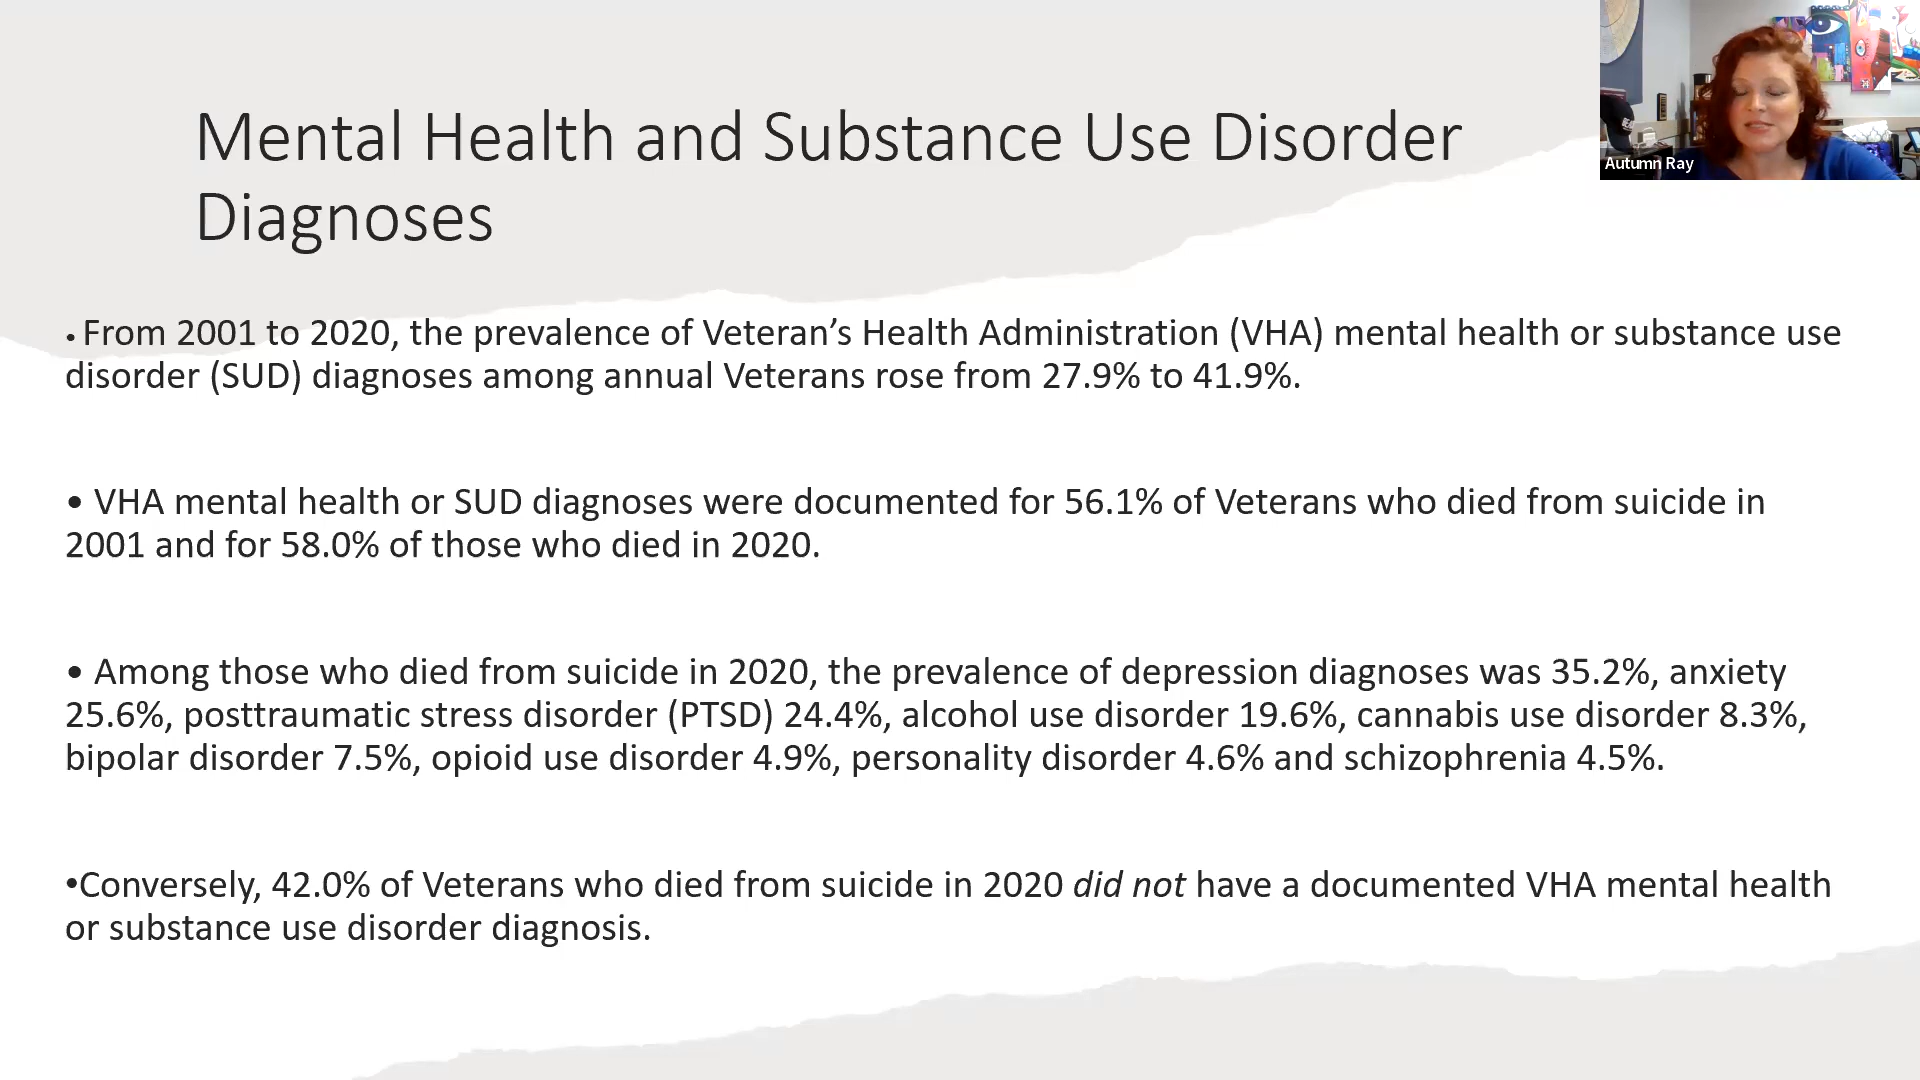 Mental Health and Substance Use Disorder
Diagnoses
Autumn Ray
• From 2001 to 2020, the prevalence of Veteran’s Health Administration (VHA) mental health or substance use
disorder (SUD) diagnoses among annual Veterans rose from 27.9% to 41.9%.
• VHA mental health or SUD diagnoses were documented for 56.1% of Veterans who died from suicide in
2001 and for 58.0% of those who died in 2020.
• Among those who died from suicide in 2020, the prevalence of depression diagnoses was 35.2%, anxiety
25.6%, posttraumatic stress disorder (PTSD) 24.4%, alcohol use disorder 19.6%, cannabis use disorder 8.3%,
bipolar disorder 7.5%, opioid use disorder 4.9%, personality disorder 4.6% and schizophrenia 4.5%.
•Conversely, 42.0% of Veterans who died from suicide in 2020 did not have a documented VHA mental health
or substance use disorder diagnosis.